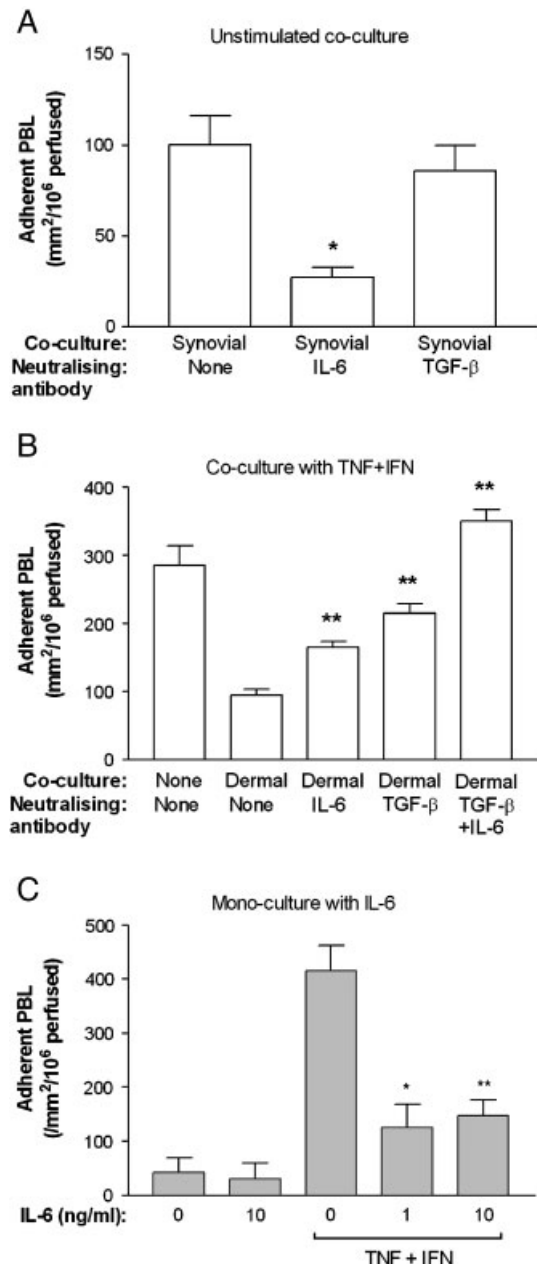 A
Unstimulated co-culture
Adherent PBL
(mm²/10⁶ perfused)
150
100
50
0
*
Co-culture: Synovial Synovial Synovial
Neutralising: None IL-6 TGF-β
antibody
B
Co-culture with TNF+IFN
Adherent PBL
(mm²/10⁶ perfused)
400
300
200
100
0
**
**
**
Co-culture: None Dermal Dermal Dermal Dermal
Neutralising: None None IL-6 TGF-β TGF-β
antibody +IL-6
C
Mono-culture with IL-6
Adherent PBL
(/mm²/10⁶ perfused)
500
400
300
200
100
0
*
**
IL-6 (ng/ml): 0 10 0 1 10
TNF + IFN